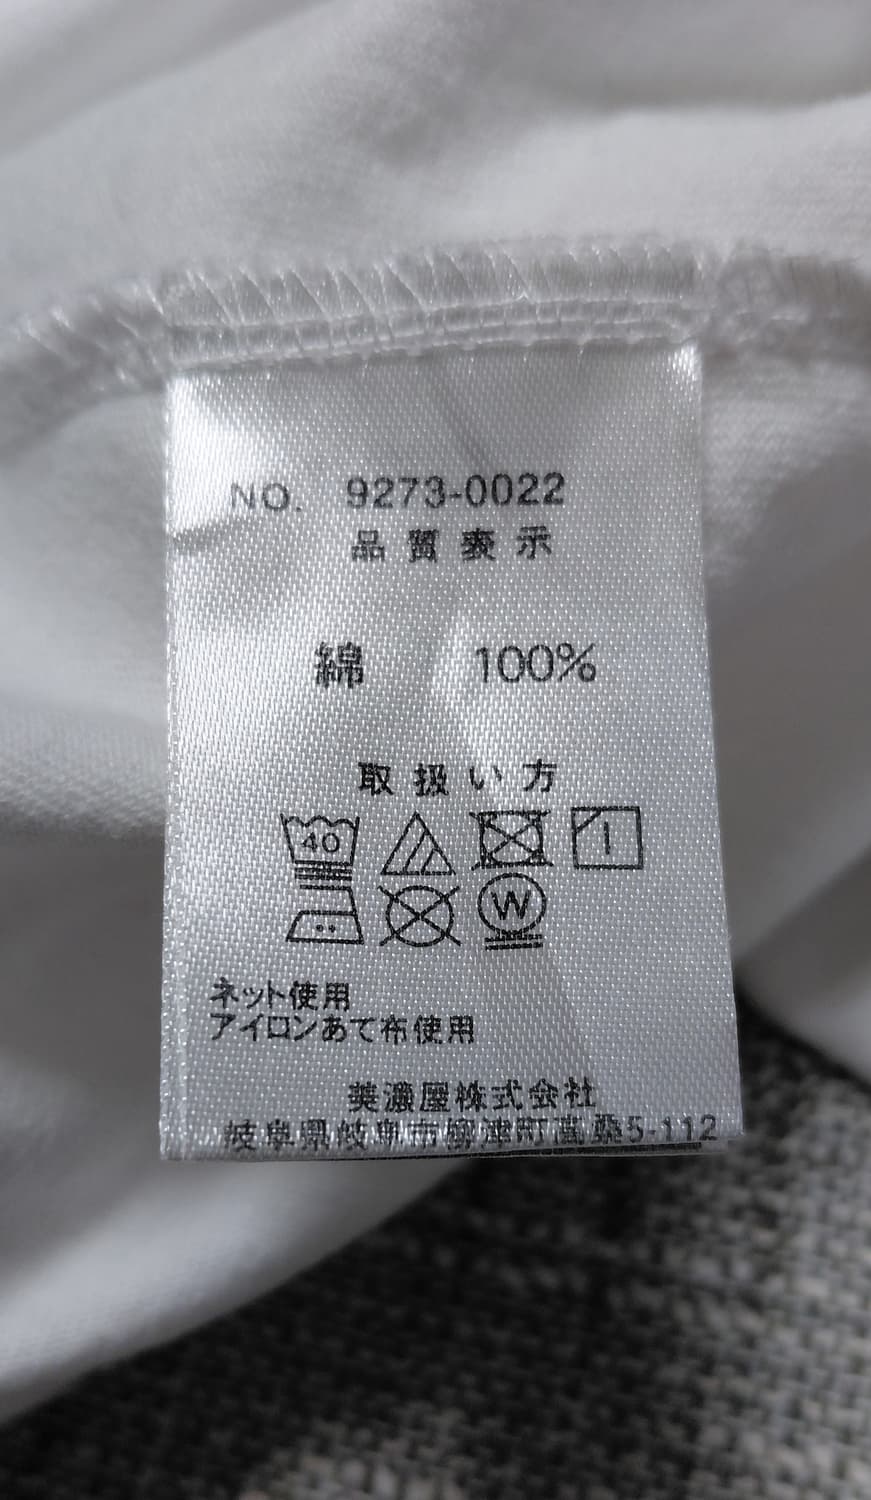 NO. 9273-0022
品質表示
綿 100%
取扱い方
40
W
ネット使用
アイロンあて布使用
美濃屋株式会社
岐阜県岐阜市柳津町高桑5-112